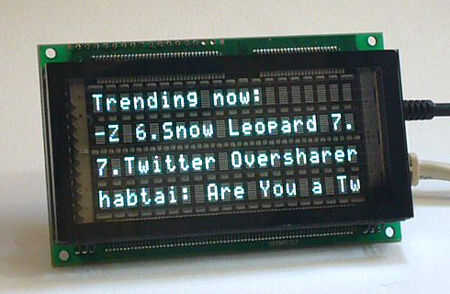 Trending now:
-Z 6.Snow Leopard 7.
7.Twitter Oversharer
habtai: Are You a Tw